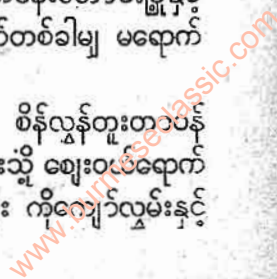 ်တစ်ခါမျှ မရောက်
စိန်လွန်တူးတာပန်
းသို့ ဈေးဝယ်ရောက်
း ကိုကျော်လှမ်းနှင့်
www.burmeseclassic.com